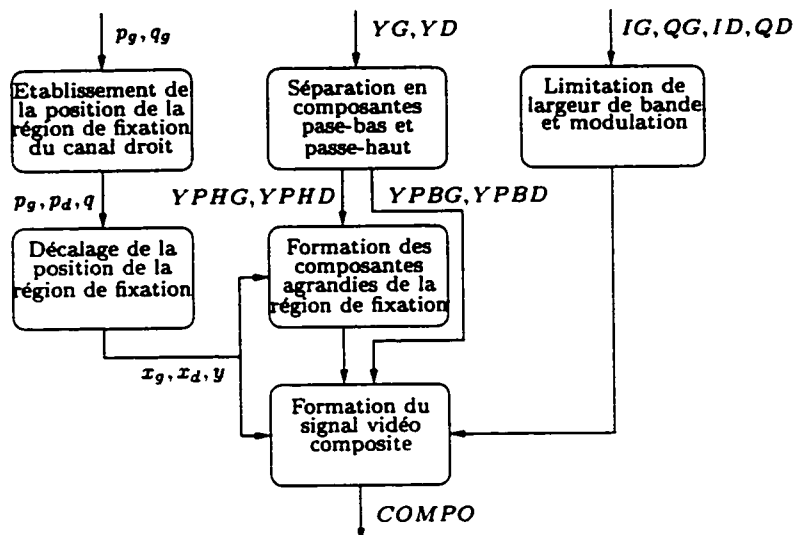 p_g, q_g
YG, YD
IG, QG, ID, QD
Etablissement de
la position de la
région de fixation
du canal droit
Séparation en
composantes
pase-bas et
passe-haut
Limitation de
largeur de bande
et modulation
p_g, p_d, q
YPHG, YPHD
YPBG, YPBD
Décalage de la
position de la
région de fixation
Formation des
composantes
agrandies de la
région de fixation
x_g, x_d, y
Formation du
signal vidéo
composite
COMPO